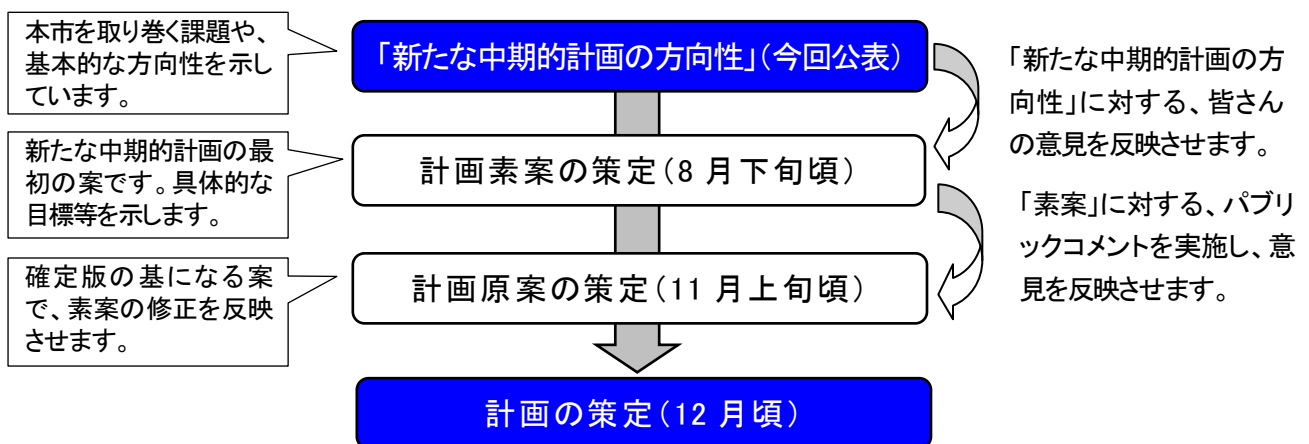 本市を取り巻く課題や、
基本的な方向性を示し
ています。
「新たな中期的計画の方向性」(今回公表)
「新たな中期的計画の方
向性」に対する、皆さん
の意見を反映させます。
新たな中期的計画の最
初の案です。具体的な
目標等を示します。
計画素案の策定(8月下旬頃)
「素案」に対する、パブリ
ックコメントを実施し、意
見を反映させます。
確定版の基になる案
で、素案の修正を反映
させます。
計画原案の策定(11月上旬頃)
計画の策定(12月頃)